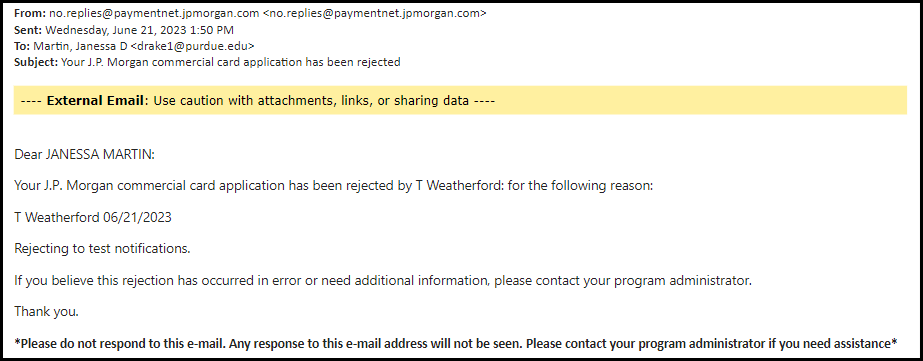 From: no.replies@paymentnet.jpmorgan.com <no.replies@paymentnet.jpmorgan.com>
Sent: Wednesday, June 21, 2023 1:50 PM
To: Martin, Janessa D <drake1@purdue.edu>
Subject: Your J.P. Morgan commercial card application has been rejected
---- External Email: Use caution with attachments, links, or sharing data ----
Dear JANESSA MARTIN:
Your J.P. Morgan commercial card application has been rejected by T Weatherford: for the following reason:
T Weatherford 06/21/2023
Rejecting to test notifications.
If you believe this rejection has occurred in error or need additional information, please contact your program administrator.
Thank you.
*Please do not respond to this e-mail. Any response to this e-mail address will not be seen. Please contact your program administrator if you need assistance*